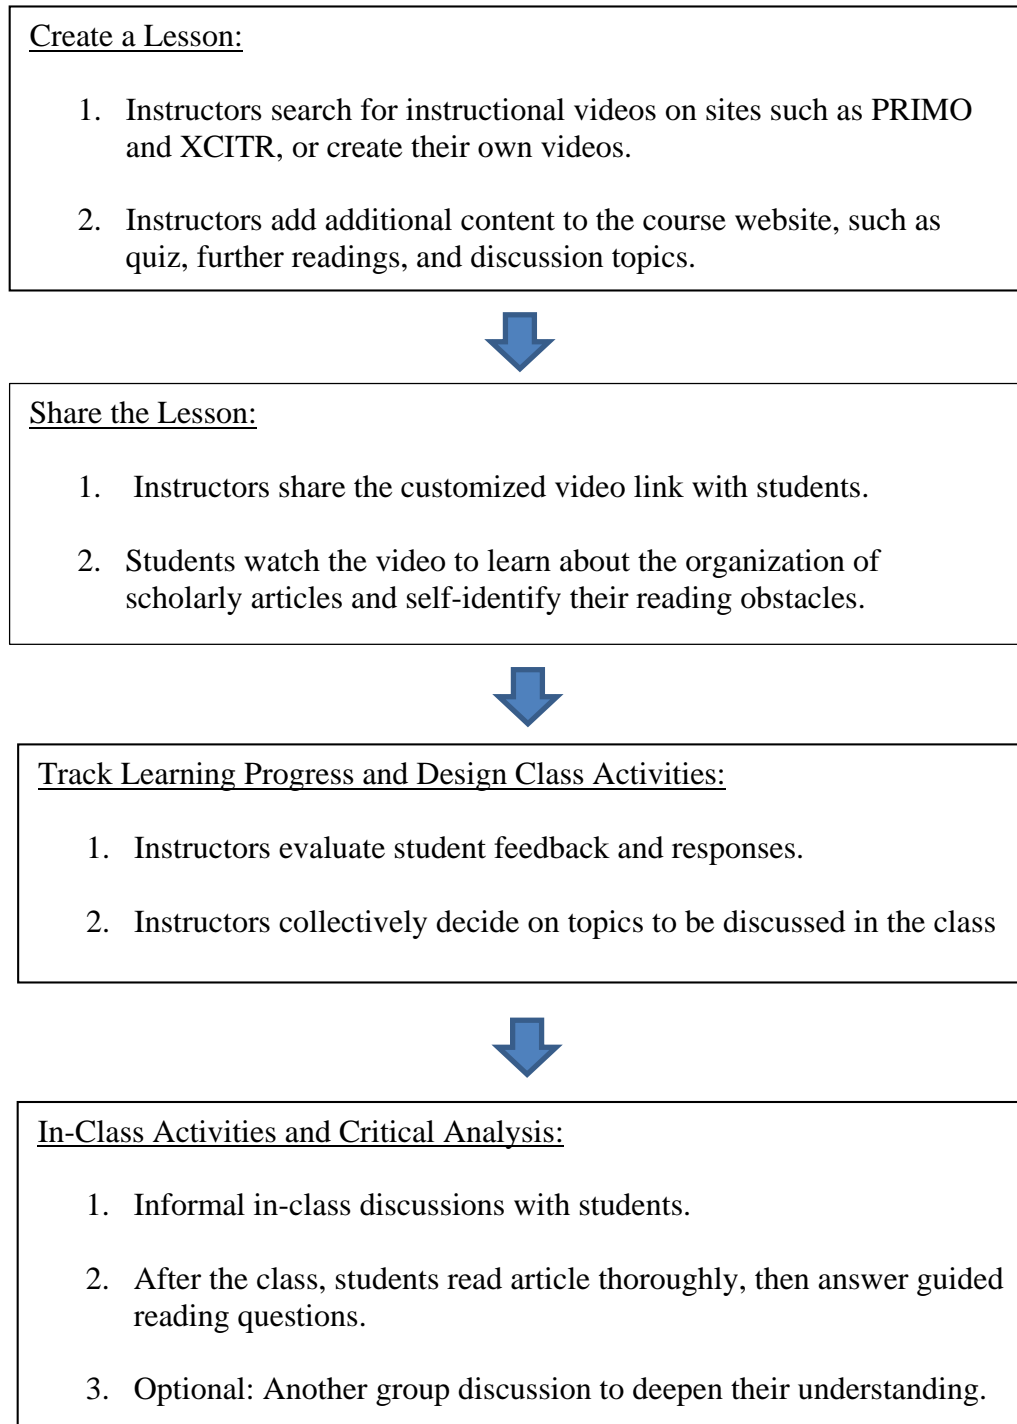 Create a Lesson:
1. Instructors search for instructional videos on sites such as PRIMO
and XCITR, or create their own videos.
2. Instructors add additional content to the course website, such as
quiz, further readings, and discussion topics.
Share the Lesson:
1. Instructors share the customized video link with students.
2. Students watch the video to learn about the organization of
scholarly articles and self-identify their reading obstacles.
Track Learning Progress and Design Class Activities:
1. Instructors evaluate student feedback and responses.
2. Instructors collectively decide on topics to be discussed in the class
In-Class Activities and Critical Analysis:
1. Informal in-class discussions with students.
2. After the class, students read article thoroughly, then answer guided
reading questions.
3. Optional: Another group discussion to deepen their understanding.